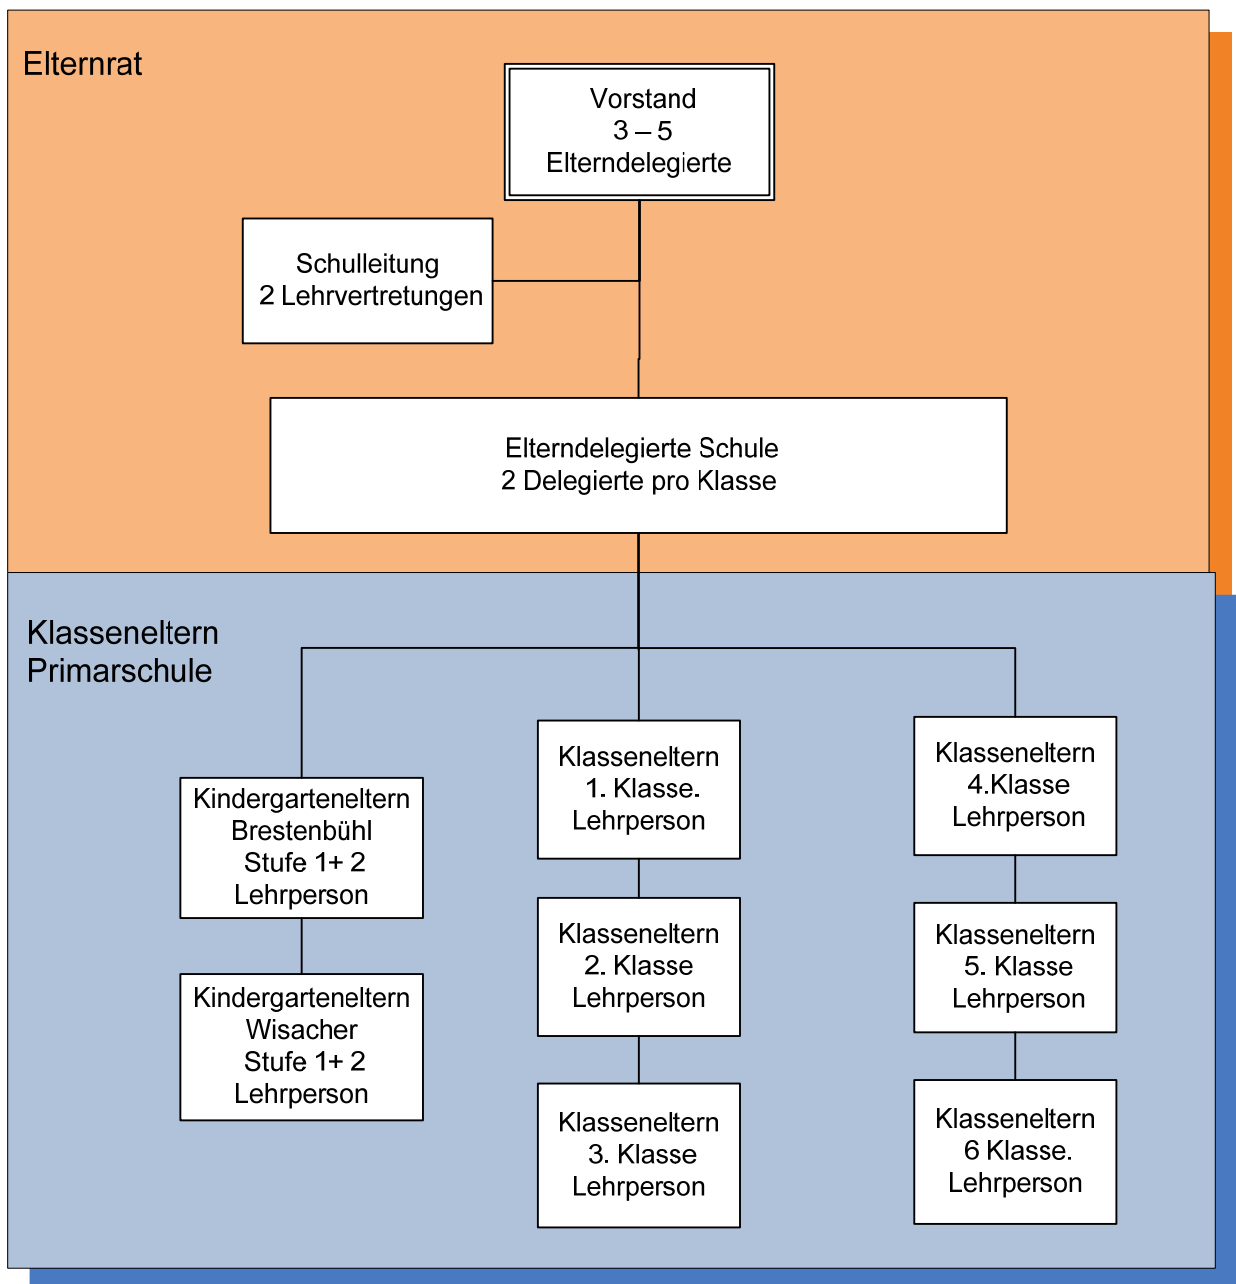 Elternrat
Vorstand
3 – 5
Elterndelegierte
Schulleitung
2 Lehrvertretungen
Elterndelegierte Schule
2 Delegierte pro Klasse
Klasseneltern
Primarschule
Kindergarteneltern
Brestenbühl
Stufe 1+ 2
Lehrperson
Kindergarteneltern
Wisacher
Stufe 1+ 2
Lehrperson
Klasseneltern
1. Klasse.
Lehrperson
Klasseneltern
2. Klasse
Lehrperson
Klasseneltern
3. Klasse
Lehrperson
Klasseneltern
4.Klasse
Lehrperson
Klasseneltern
5. Klasse
Lehrperson
Klasseneltern
6 Klasse.
Lehrperson